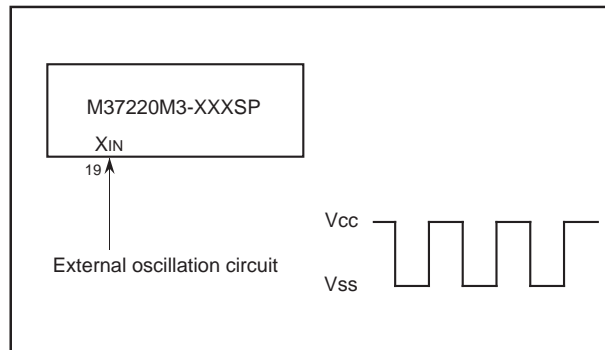 M37220M3-XXXSP
XIN
19
External oscillation circuit
Vcc
Vss